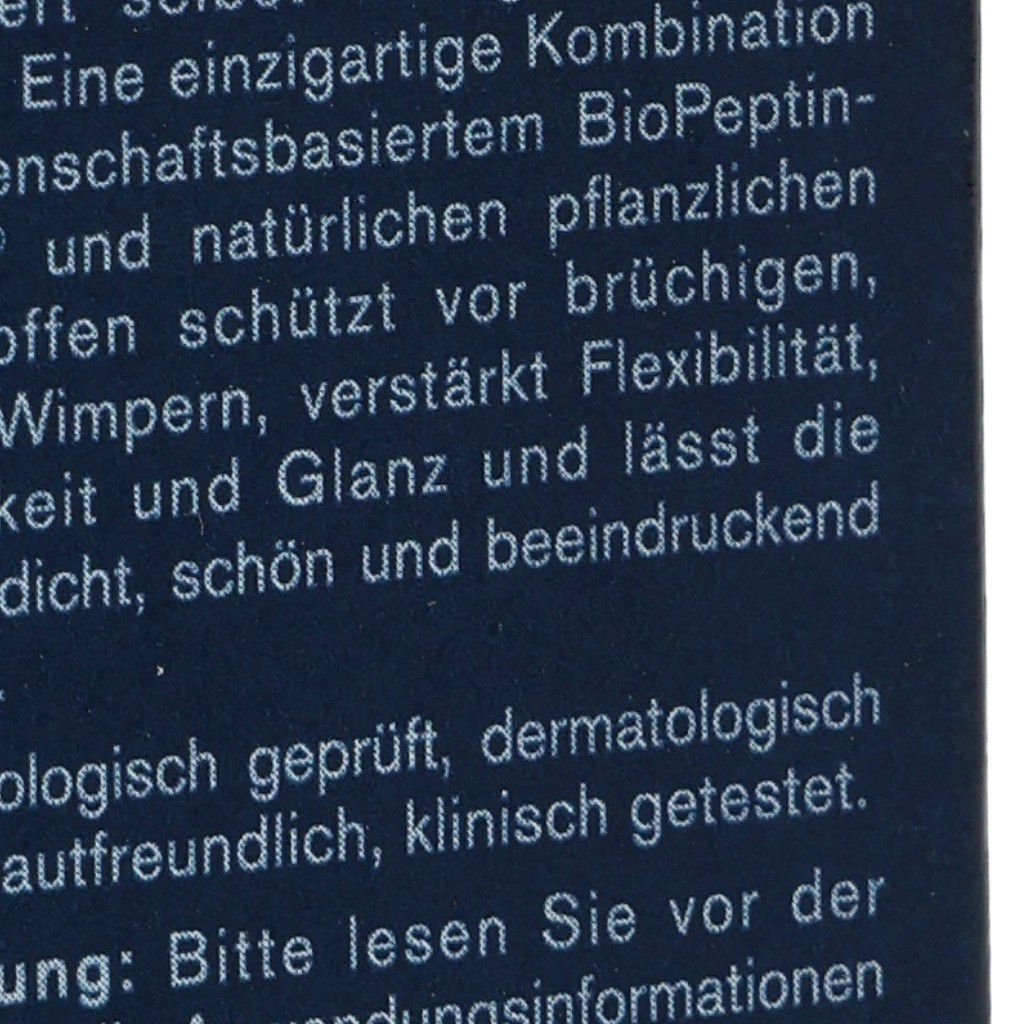 Eine einzigartige Kombination
enschaftsbasiertem BioPeptin-
und natürlichen pflanzlichen
offen schützt vor brüchigen,
Wimpern, verstärkt Flexibilität,
keit und Glanz und lässt die
dicht, schön und beeindruckend
ologisch geprüft, dermatologisch
autfreundlich, klinisch getestet.
ung: Bitte lesen Sie vor der
Anwendungsinformationen